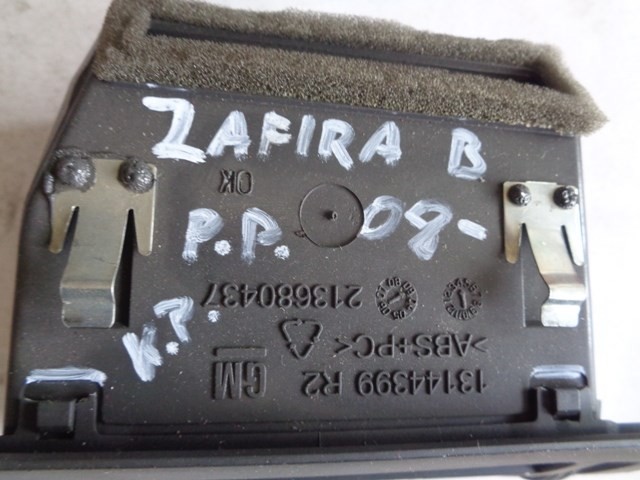 ZAFIRA B
OK
P.P. 09-
213680437
K.P.
>ABS+PC<
GM 13144399 R2